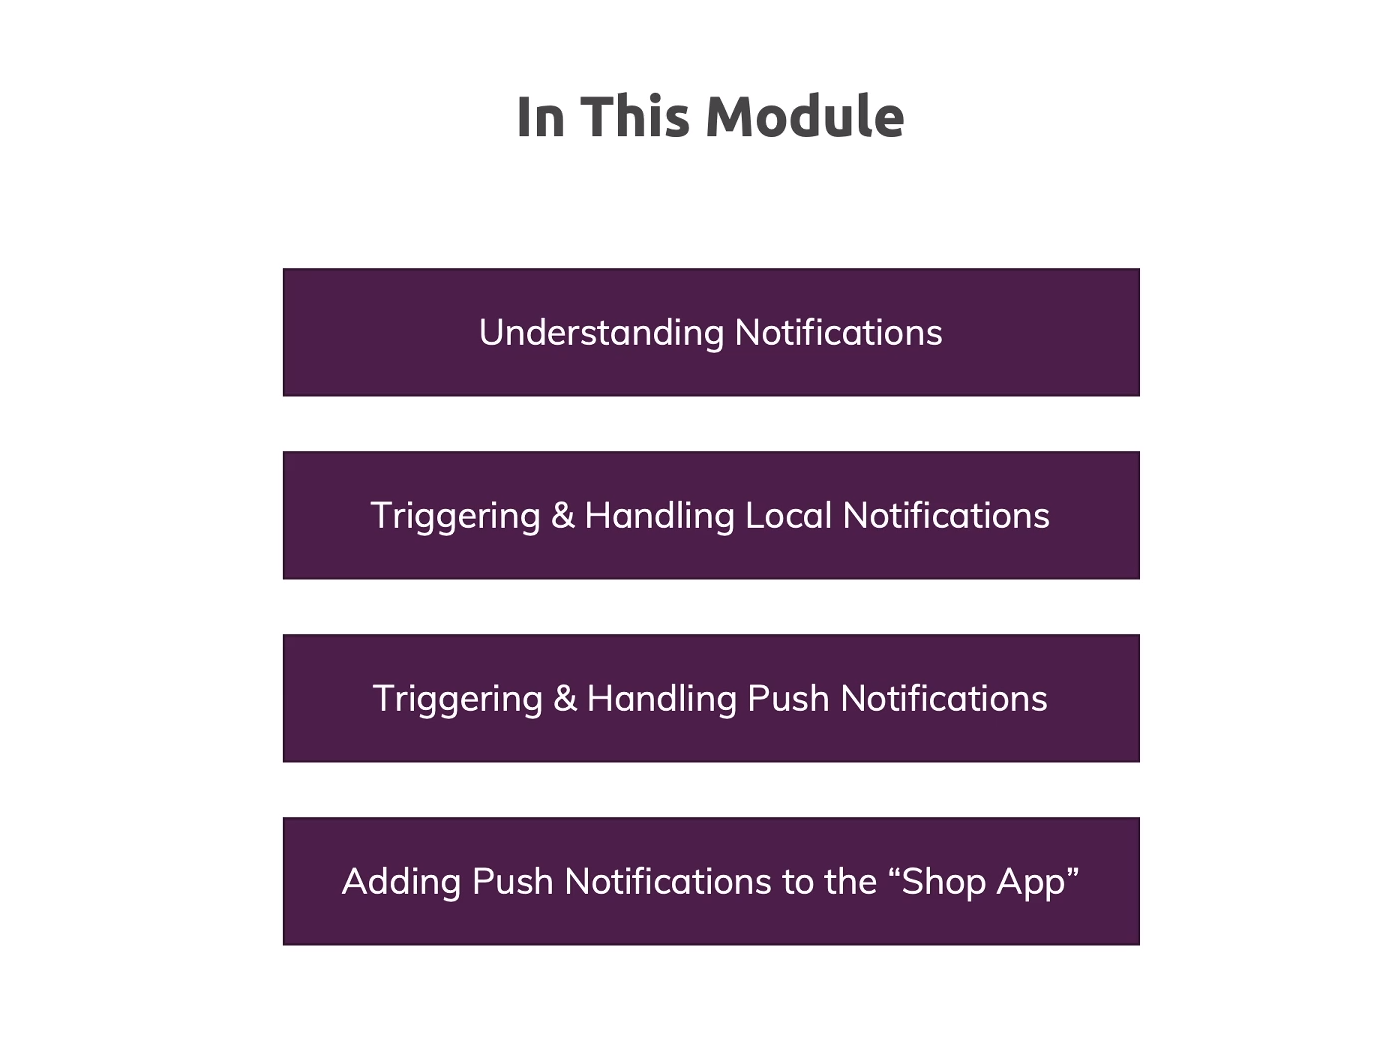 In This Module
Understanding Notifications
Triggering & Handling Local Notifications
Triggering & Handling Push Notifications
Adding Push Notifications to the “Shop App”